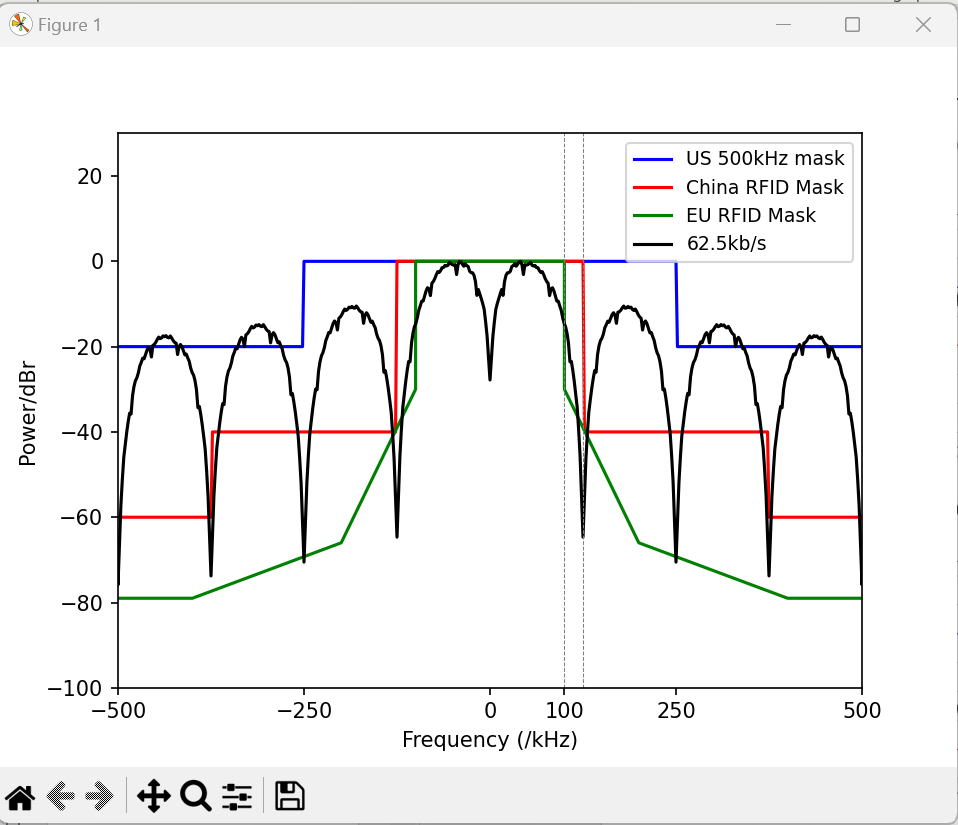 Figure 1
US 500kHz mask
China RFID Mask
EU RFID Mask
62.5kb/s
20
0
−20
−40
−60
−80
−100
Power/dBr
−500
−250
0
100
250
500
Frequency (/kHz)